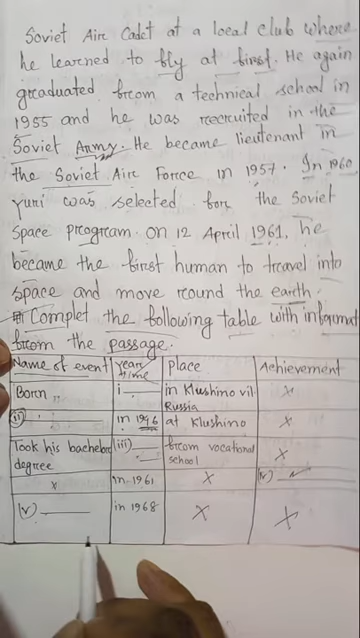 Soviet Air Cadet at a local club where
he learned to fly at first. He again
graduated from a technical school in
1955 and he was recruited in the
Soviet Army. He became lieutenant in
the Soviet Air Force in 1957. In 1960
Yuri was selected for the Soviet
space program. on 12 April 1961, he
became the first human to travel into
space and move round the earth.
Complet the following table with informat
from the passage.
Name of event Year/time Place Achievement
Born i in Klushino vil Russia x
(ii) in 1946 at Klushino x
Took his bachelor degree (iii) from vocational school x
x in 1961 x iv)
(v) in 1968 x x